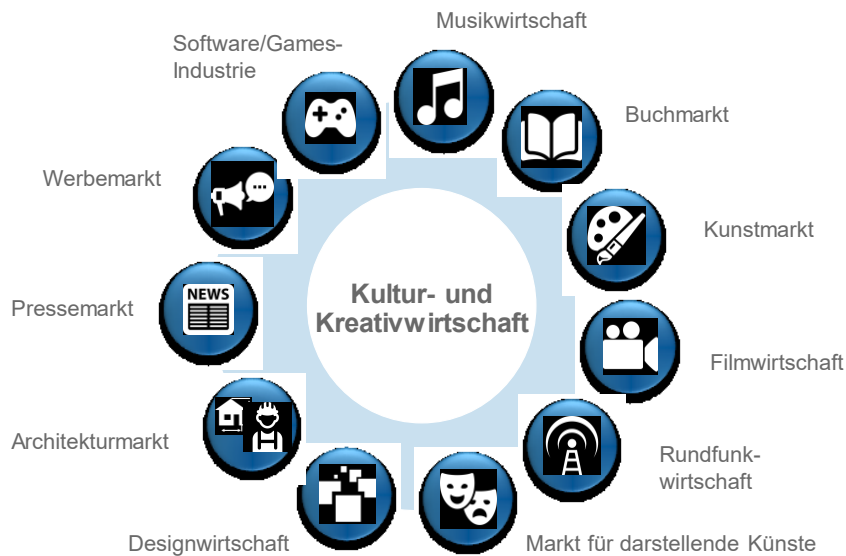 Musikwirtschaft
Software/Games-
Industrie
Buchmarkt
Werbemarkt
Kunstmarkt
NEWS
Pressemarkt
Kultur- und
Kreativwirtschaft
Filmwirtschaft
Architekturmarkt
Rundfunk-
wirtschaft
Designwirtschaft
Markt für darstellende Künste